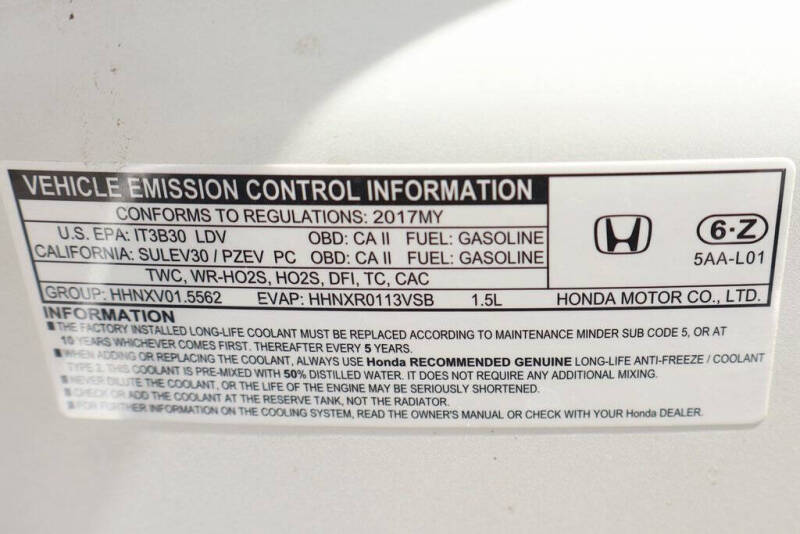 VEHICLE EMISSION CONTROL INFORMATION
CONFORMS TO REGULATIONS: 2017MY
U.S. EPA: IT3B30 LDV OBD: CA II FUEL: GASOLINE
CALIFORNIA: SULEV30 / PZEV PC OBD: CA II FUEL: GASOLINE
TWC, WR-HO2S, HO2S, DFI, TC, CAC
GROUP: HHNXV01.5562 EVAP: HHNXR0113VSB 1.5L
6·Z
5AA-L01
HONDA MOTOR CO., LTD.
INFORMATION
■THE FACTORY INSTALLED LONG-LIFE COOLANT MUST BE REPLACED ACCORDING TO MAINTENANCE MINDER SUB CODE 5, OR AT
10 YEARS WHICHEVER COMES FIRST. THEREAFTER EVERY 5 YEARS.
■WHEN ADDING OR REPLACING THE COOLANT, ALWAYS USE Honda RECOMMENDED GENUINE LONG-LIFE ANTI-FREEZE / COOLANT
TYPE 2. THIS COOLANT IS PRE-MIXED WITH 50% DISTILLED WATER. IT DOES NOT REQUIRE ANY ADDITIONAL MIXING.
■NEVER DILUTE THE COOLANT, OR THE LIFE OF THE ENGINE MAY BE SERIOUSLY SHORTENED.
■CHECK OR ADD THE COOLANT AT THE RESERVE TANK, NOT THE RADIATOR.
■FOR FURTHER INFORMATION ON THE COOLING SYSTEM, READ THE OWNER'S MANUAL OR CHECK WITH YOUR Honda DEALER.